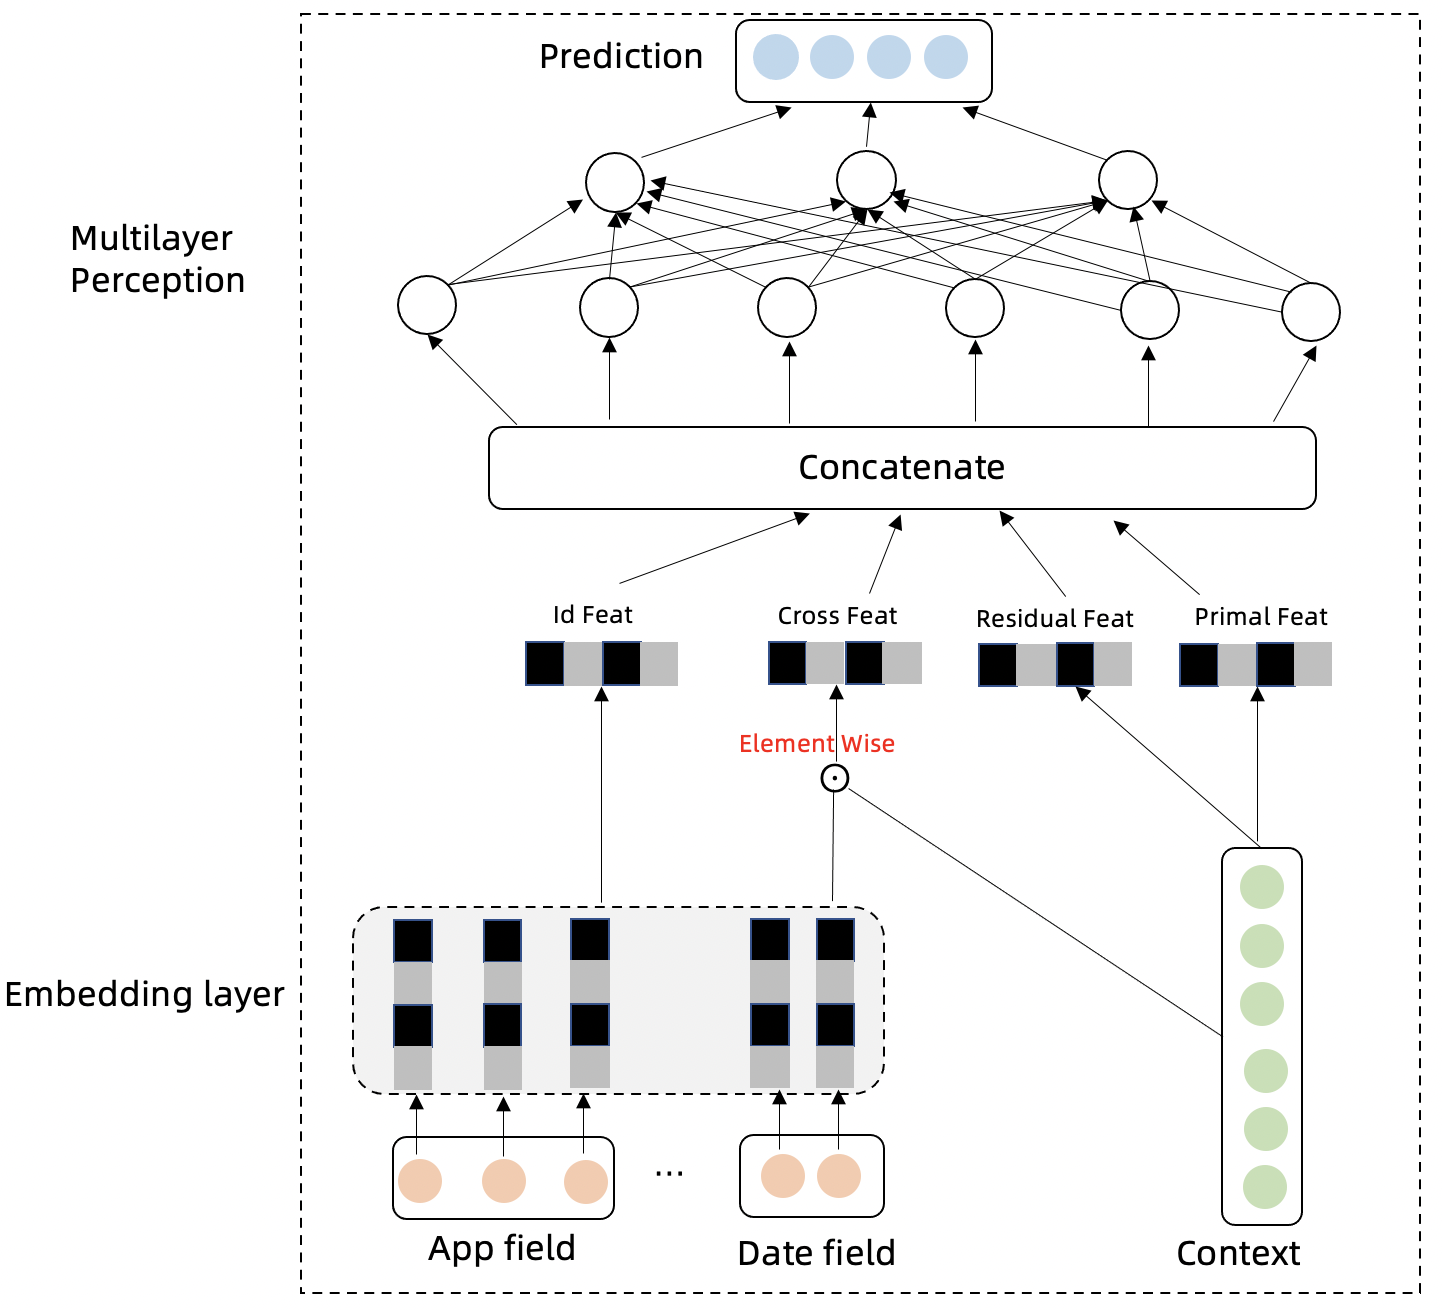 Prediction
Multilayer
Perception
Concatenate
Id Feat
Cross Feat
Residual Feat
Primal Feat
Element Wise
Embedding layer
...
App field
Date field
Context